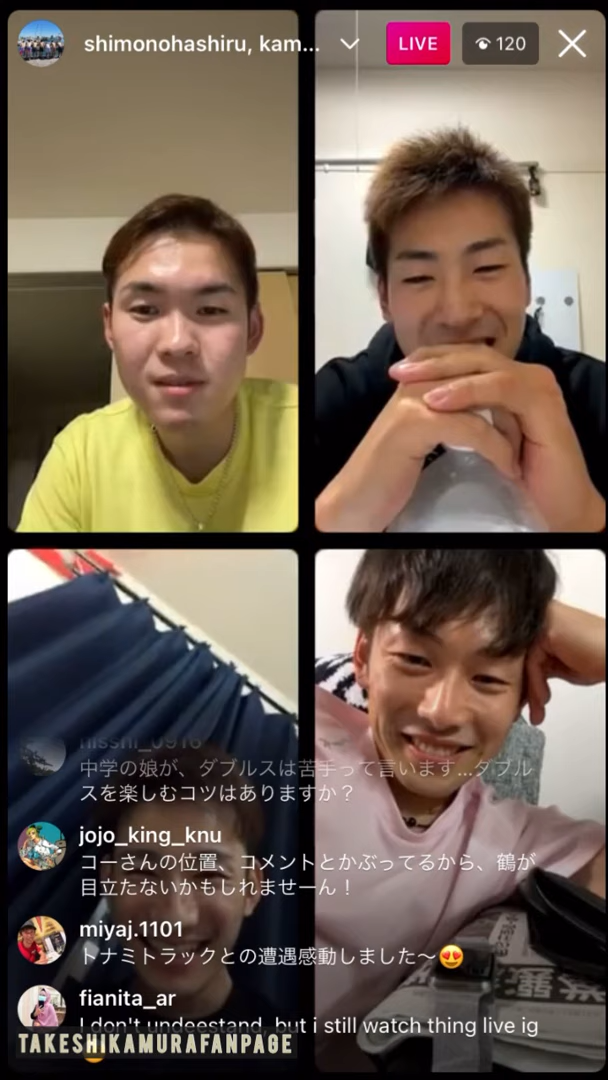 shimonohashiru, kam...
LIVE
120
nisshi_0916
中学の娘が、ダブルスは苦手って言います...ダブル
スを楽しむコツはありますか？
jojo_king_knu
コーさんの位置、コメントとかぶってるから、鶴が
目立たないかもしれませーん！
miyaj.1101
トナミトラックとの遭遇感動しました〜😍
fianita_ar
I don't undeestand, but i still watch thing live ig
TAKESHIKAMURAFANPAGE